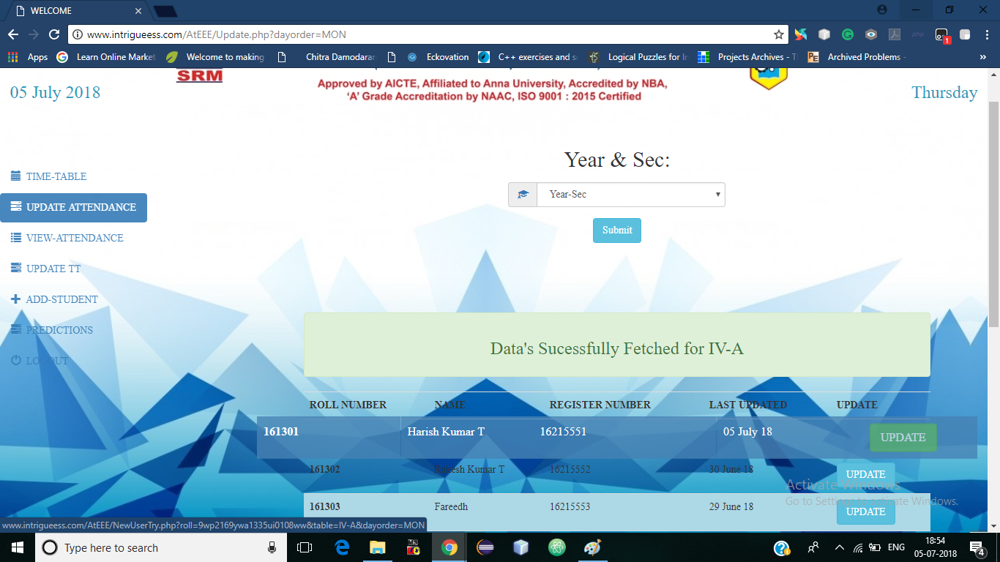 WELCOME
www.intrigueess.com/AtEEE/Update.php?dayorder=MON
Apps Learn Online Market Welcome to making Chitra Damodaran Eckovation C++ exercises and so Logical Puzzles for In Projects Archives - Th Archived Problems -
SRM
Approved by AICTE, Affiliated to Anna University, Accredited by NBA,
'A' Grade Accreditation by NAAC, ISO 9001 : 2015 Certified
05 July 2018
Thursday
Year & Sec:
Year-Sec
Submit
TIME-TABLE
UPDATE ATTENDANCE
VIEW-ATTENDANCE
UPDATE TT
ADD-STUDENT
PREDICTIONS
LOGOUT
Data's Sucessfully Fetched for IV-A
ROLL NUMBER NAME REGISTER NUMBER LAST UPDATED UPDATE
161301 Harish Kumar T 16215551 05 July 18 UPDATE
161302 Rakesh Kumar T 16215552 30 June 18 UPDATE
161303 Fareedh 16215553 29 June 18 UPDATE
Activate Windows
Go to Settings to activate Windows.
www.intrigueess.com/AtEEE/NewUserTry.php?roll=9wp2169ywa1335ui0108ww&table=IV-A&dayorder=MON
Type here to search
ENG
18:54
05-07-2018
4